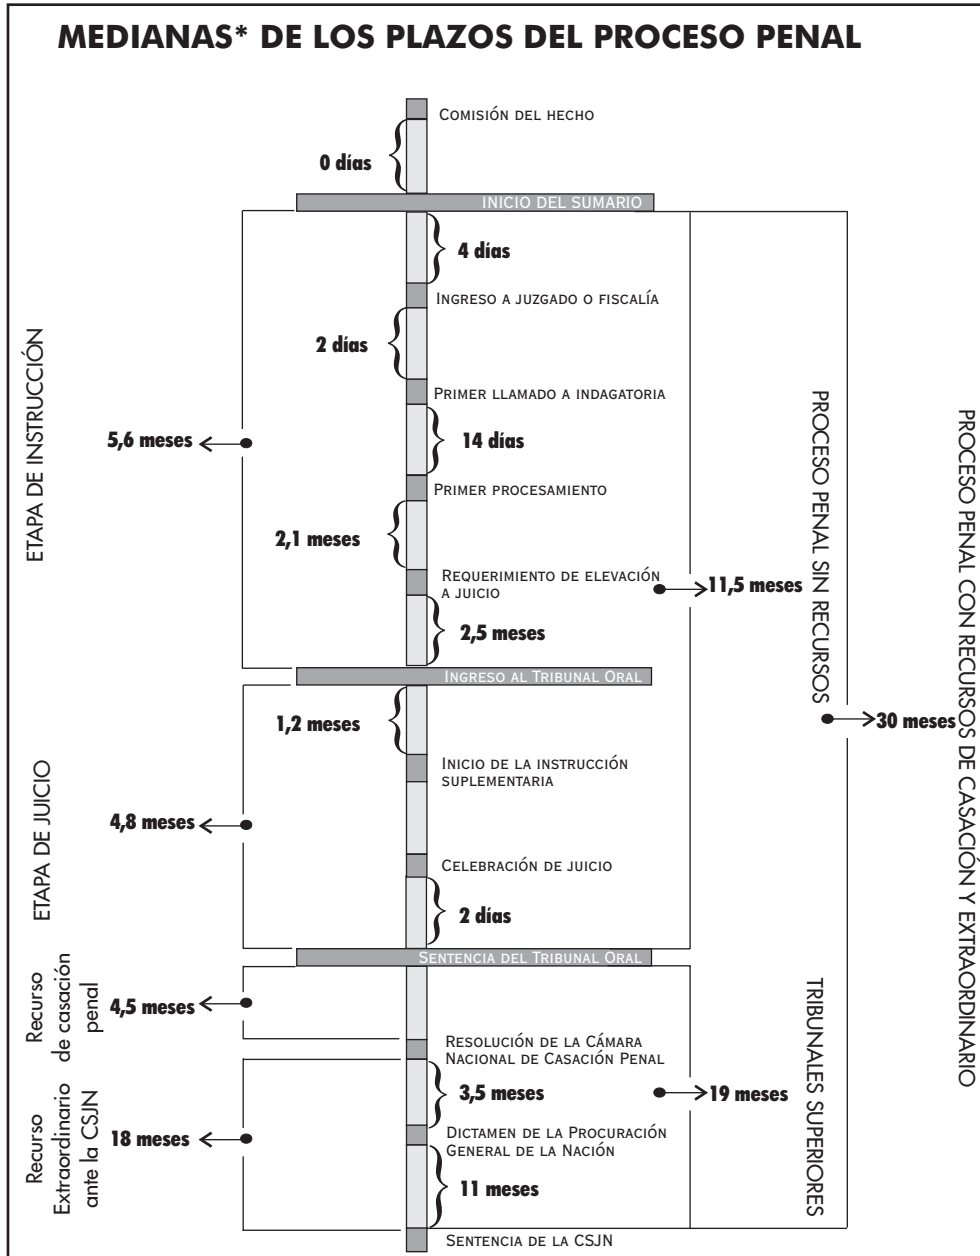 MEDIANAS* DE LOS PLAZOS DEL PROCESO PENAL
COMISIÓN DEL HECHO
0 días
INICIO DEL SUMARIO
4 días
INGRESO A JUZGADO O FISCALÍA
2 días
PRIMER LLAMADO A INDAGATORIA
14 días
PRIMER PROCESAMIENTO
2,1 meses
REQUERIMIENTO DE ELEVACIÓN
A JUICIO
2,5 meses
INGRESO AL TRIBUNAL ORAL
1,2 meses
INICIO DE LA INSTRUCCIÓN
SUPLEMENTARIA
CELEBRACIÓN DE JUICIO
2 días
SENTENCIA DEL TRIBUNAL ORAL
RESOLUCIÓN DE LA CÁMARA
NACIONAL DE CASACIÓN PENAL
3,5 meses
DICTAMEN DE LA PROCURACIÓN
GENERAL DE LA NACIÓN
11 meses
SENTENCIA DE LA CSJN
ETAPA DE INSTRUCCIÓN
5,6 meses
ETAPA DE JUICIO
4,8 meses
Recurso
de casación
penal
4,5 meses
Recurso
Extraordinario
ante la CSJN
18 meses
11,5 meses
PROCESO PENAL SIN RECURSOS
19 meses
TRIBUNALES SUPERIORES
30 meses
PROCESO PENAL CON RECURSOS DE CASACIÓN Y EXTRAORDINARIO